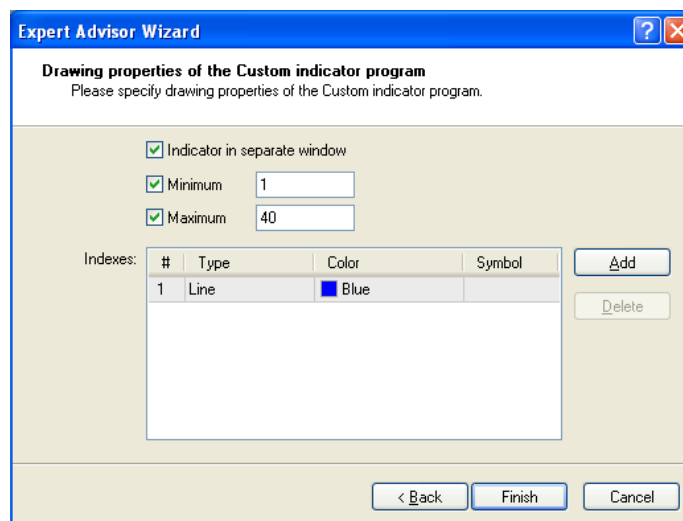 Expert Advisor Wizard
Drawing properties of the Custom indicator program
Please specify drawing properties of the Custom indicator program.
Indicator in separate window
Minimum 1
Maximum 40
Indexes:
# Type Color Symbol
1 Line Blue
Add
Delete
< Back Finish Cancel